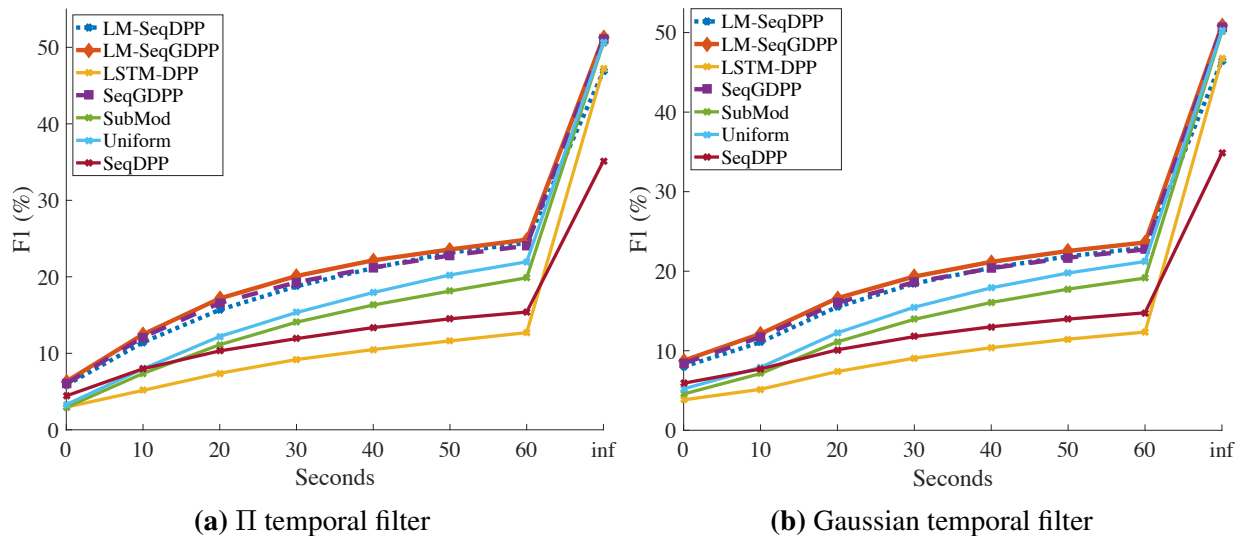 LM-SeqDPP
LM-SeqGDPP
LSTM-DPP
SeqGDPP
SubMod
Uniform
SeqDPP
F1 (%)
50
40
30
20
10
0
0 10 20 30 40 50 60 inf
Seconds
(a) Π temporal filter
LM-SeqDPP
LM-SeqGDPP
LSTM-DPP
SeqGDPP
SubMod
Uniform
SeqDPP
F1 (%)
50
40
30
20
10
0
0 10 20 30 40 50 60 inf
Seconds
(b) Gaussian temporal filter